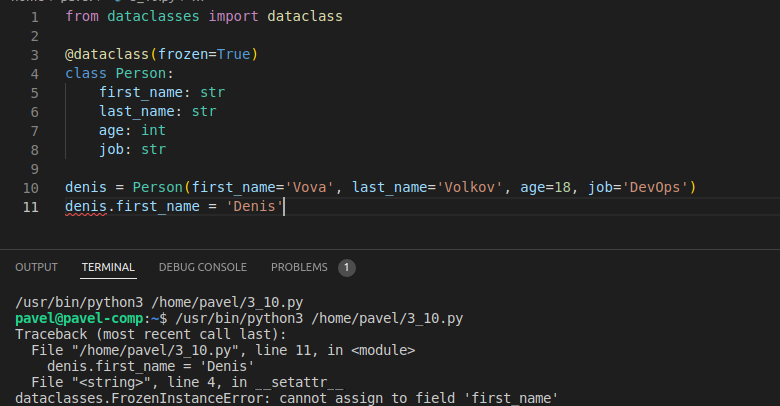 1 from dataclasses import dataclass
2
3 @dataclass(frozen=True)
4 class Person:
5     first_name: str
6     last_name: str
7     age: int
8     job: str
9
10 denis = Person(first_name='Vova', last_name='Volkov', age=18, job='DevOps')
11 denis.first_name = 'Denis'
OUTPUT TERMINAL DEBUG CONSOLE PROBLEMS 1
/usr/bin/python3 /home/pavel/3_10.py
pavel@pavel-comp:~$ /usr/bin/python3 /home/pavel/3_10.py
Traceback (most recent call last):
  File "/home/pavel/3_10.py", line 11, in <module>
    denis.first_name = 'Denis'
  File "<string>", line 4, in __setattr__
dataclasses.FrozenInstanceError: cannot assign to field 'first_name'